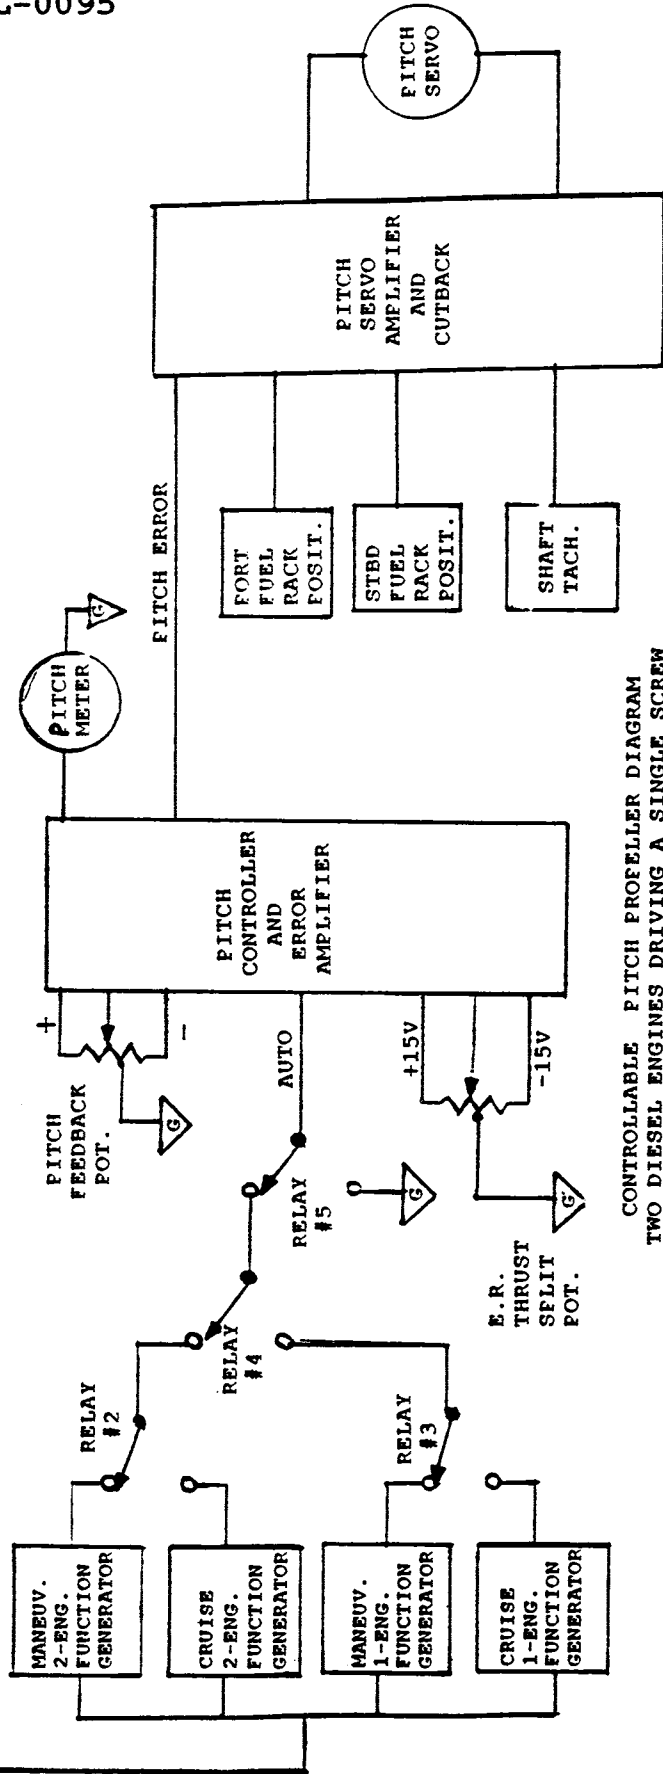 G-0095
MANEUV.
2-ENG.
FUNCTION
GENERATOR
CRUISE
2-ENG.
FUNCTION
GENERATOR
MANEUV.
1-ENG.
FUNCTION
GENERATOR
CRUISE
1-ENG.
FUNCTION
GENERATOR
RELAY
#2
RELAY
#3
RELAY
#4
RELAY
#5
AUTO
PITCH
FEEDBACK
POT.
+
-
G
G
E.R.
THRUST
SPLIT
POT.
+15V
-15V
G
PITCH
CONTROLLER
AND
ERROR
AMPLIFIER
PITCH
METER
G
PITCH ERROR
PORT
FUEL
RACK
POSIT.
STBD
FUEL
RACK
POSIT.
SHAFT
TACH.
PITCH
SERVO
AMPLIFIER
AND
CUTBACK
PITCH
SERVO
CONTROLLABLE PITCH PROPELLER DIAGRAM
TWO DIESEL ENGINES DRIVING A SINGLE SCREW